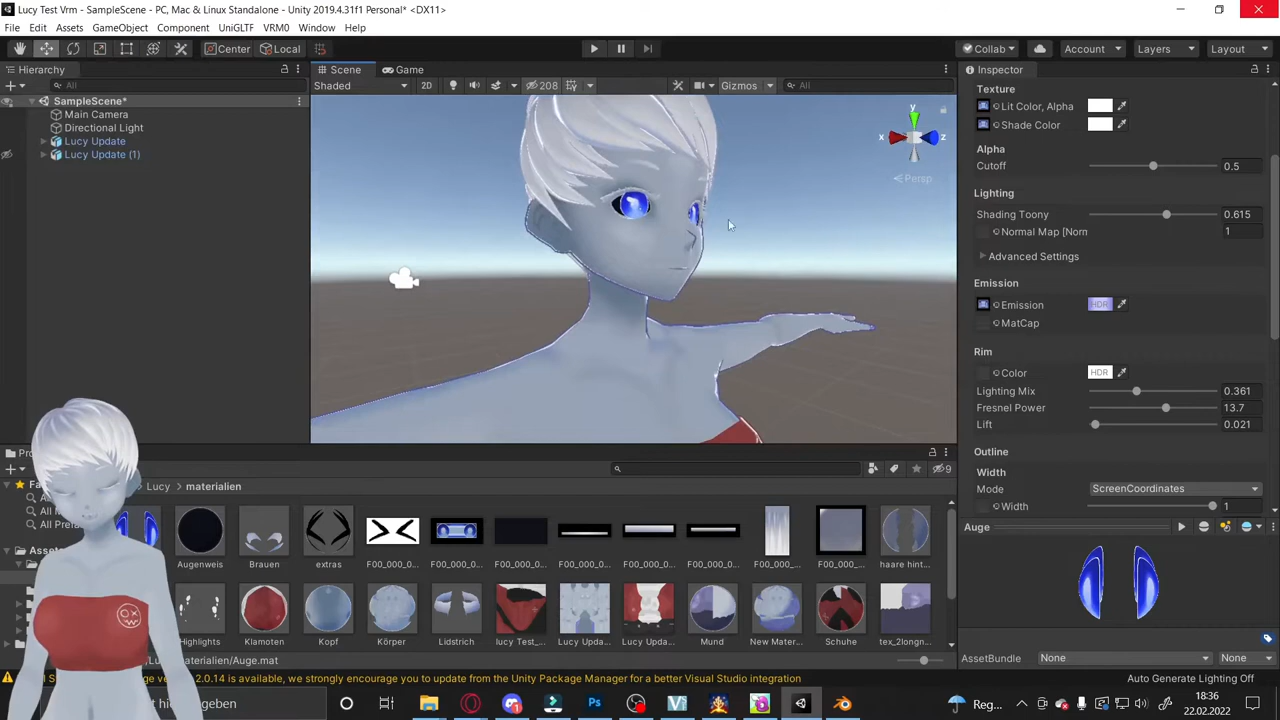 Lucy Test Vrm - SampleScene - PC, Mac & Linux Standalone - Unity 2019.4.31f1 Personal* <DX11>
File Edit Assets GameObject Component UniGLTF VRM0 Window Help
Center Local Collab Account Layers Layout
Hierarchy
All
SampleScene*
Main Camera
Directional Light
Lucy Update
Lucy Update (1)
Scene Game
Shaded 2D 208 Gizmos All
y
x z
Persp
Inspector
Texture
Lit Color, Alpha
Shade Color
Alpha
Cutoff 0.5
Lighting
Shading Toony 0.615
Normal Map [Norn 1
Advanced Settings
Emission
Emission HDR
MatCap
Rim
Color HDR
Lighting Mix 0.361
Fresnel Power 13.7
Lift 0.021
Outline
Width
Mode ScreenCoordinates
Width 1
Auge
AssetBundle None None
Auto Generate Lighting Off
9
Lucy materialien
Augenweis Brauen extras F00_000_0... F00_000_0... F00_000_0... F00_000_0... F00_000_0... F00_000_0... F00_000_0... F00_000_0... haare hint...
Highlights Klamoten Kopf Körper Lidstrich lucy Test_... Lucy Upda... Lucy Upda... Mund New Mater... Schuhe tex_2longn...
materialien/Auge.mat
2.0.14 is available, we strongly encourage you to update from the Unity Package Manager for a better Visual Studio integration
hier eingeben
Reg...
18:36
22.02.2022